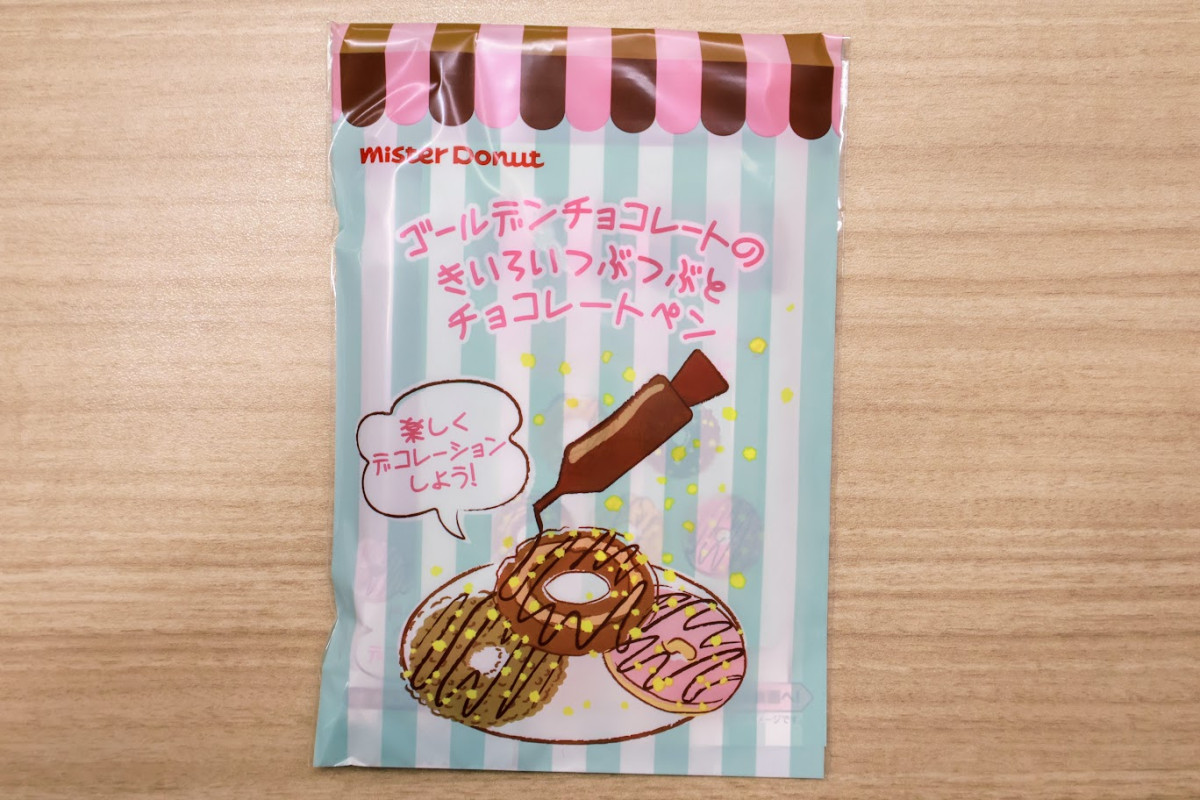 mister Donut
ゴールデンチョコレートの
きいろいつぶつぶと
チョコレートペン
楽しく
デコレーション
しよう!